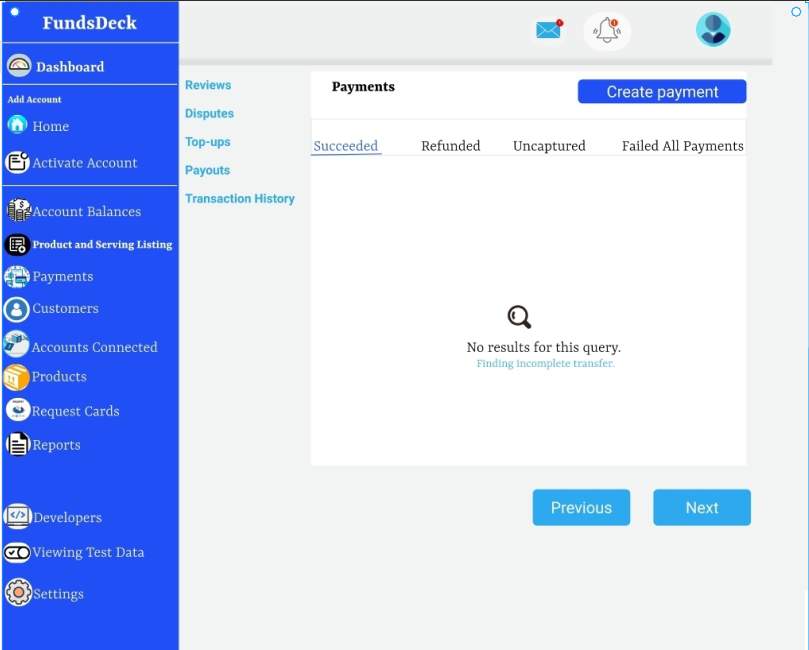 FundsDeck
Dashboard
Add Account
Home
Activate Account
Account Balances
Product and Serving Listing
Payments
Customers
Accounts Connected
Products
Request Cards
Reports
Developers
Viewing Test Data
Settings
Reviews
Disputes
Top-ups
Payouts
Transaction History
Payments
Create payment
Succeeded Refunded Uncaptured Failed All Payments
No results for this query.
Finding incomplete transfer.
Previous Next